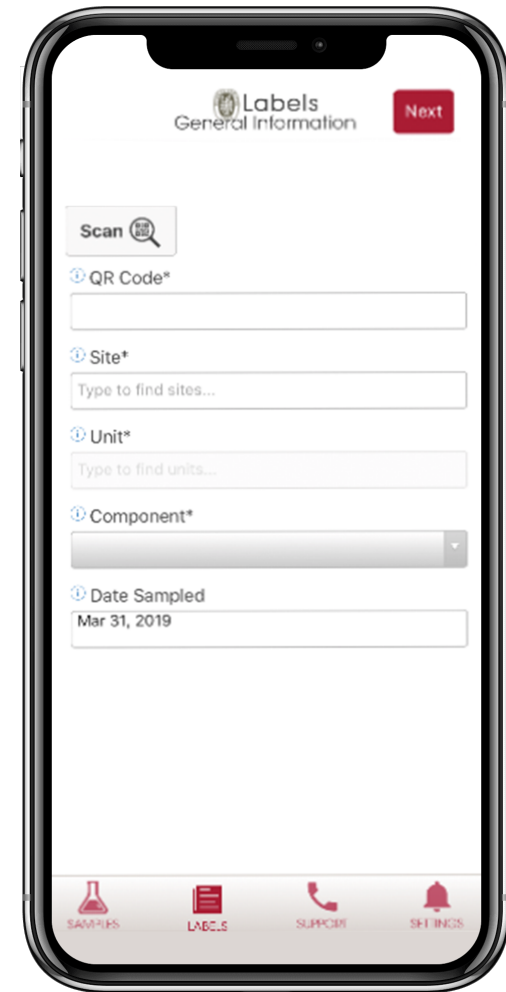 Labels
General Information
Next
Scan
QR Code*
Site*
Type to find sites...
Unit*
Type to find units...
Component*
Date Sampled
Mar 31, 2019
SAMPLES
LABELS
SUPPORT
SETTINGS